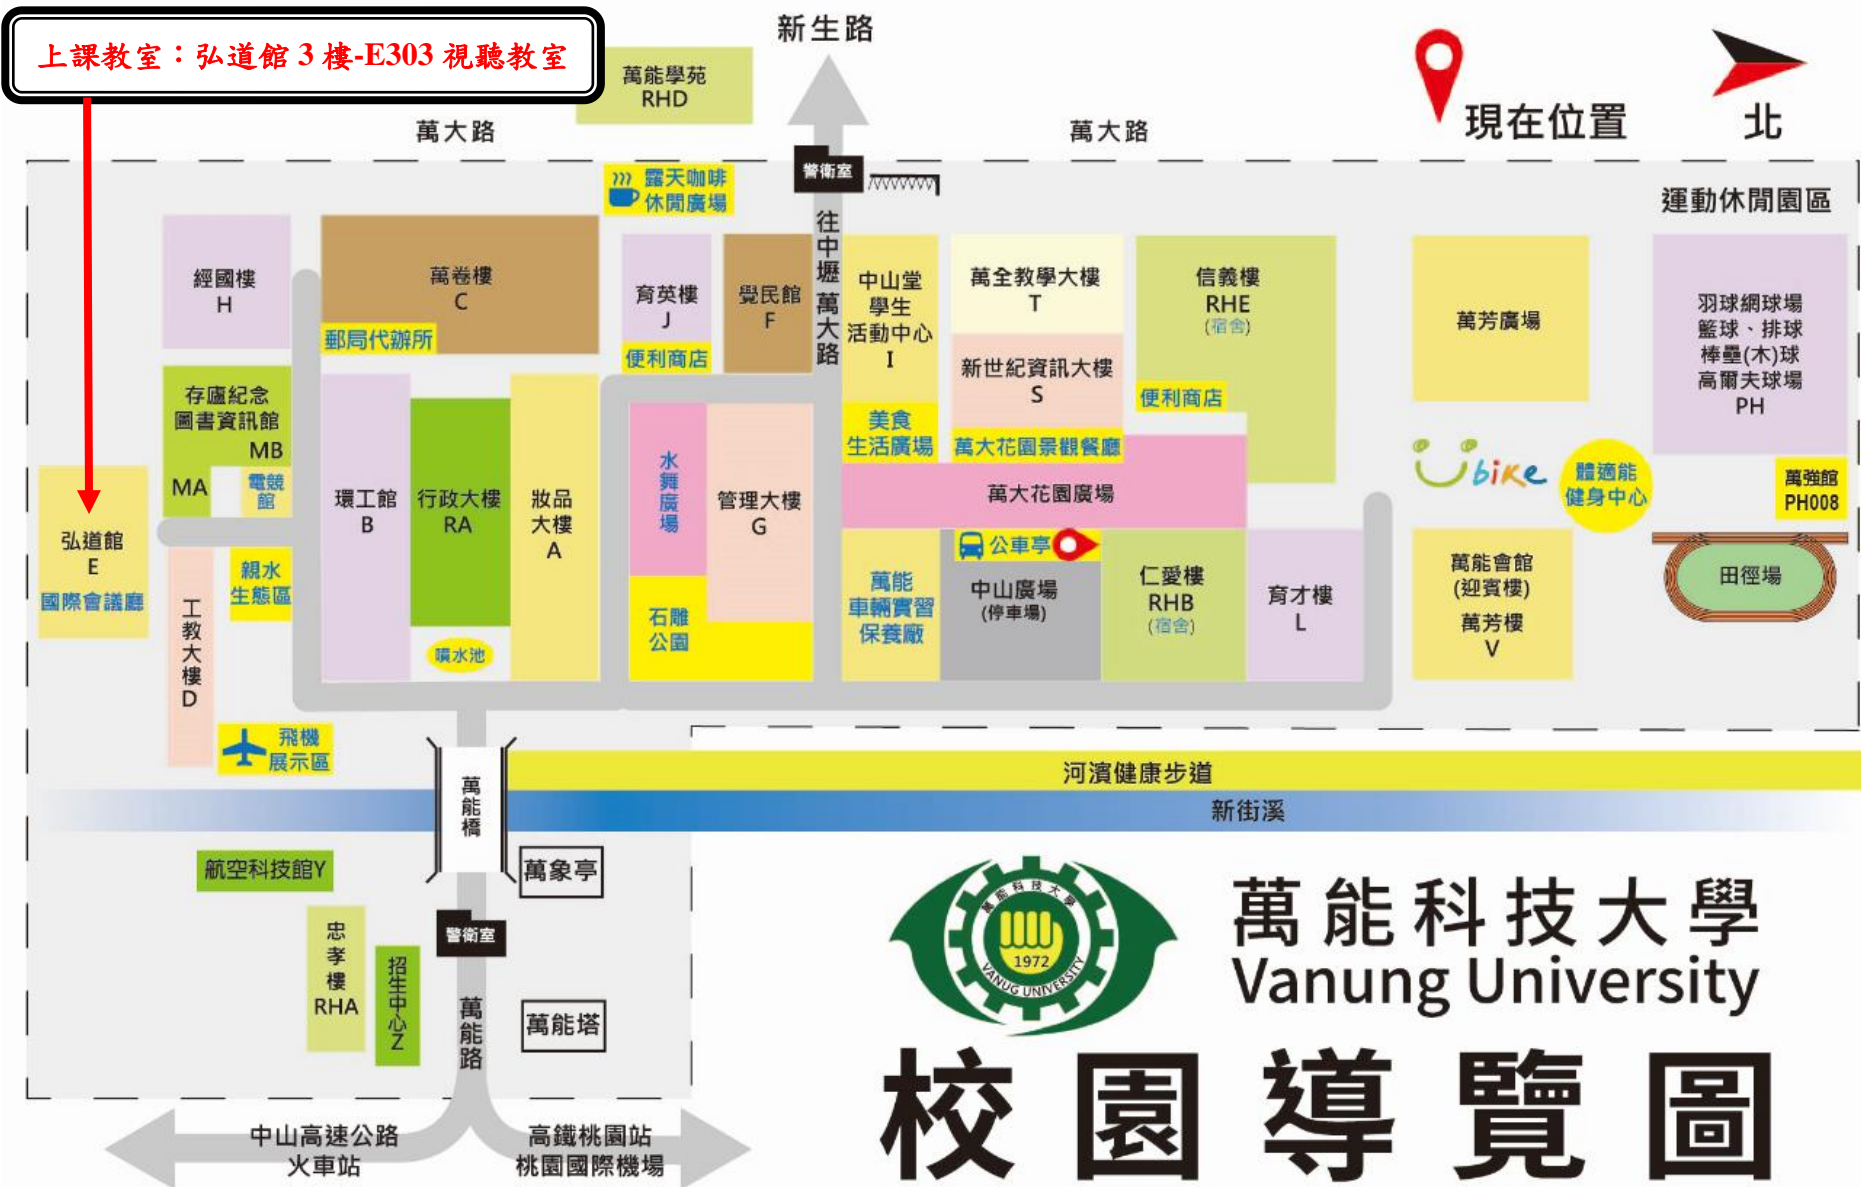 上課教室：弘道館 3 樓-E303 視聽教室
新生路
萬能學苑
RHD
萬大路
萬大路
現在位置
北
警衛室
露天咖啡
休閒廣場
運動休閒園區
往中壢 萬大路
經國樓
H
萬卷樓
C
郵局代辦所
育英樓
J
便利商店
覺民館
F
中山堂
學生
活動中心
I
美食
生活廣場
萬全教學大樓
T
新世紀資訊大樓
S
萬大花園景觀餐廳
信義樓
RHE
(宿舍)
便利商店
萬芳廣場
羽球網球場
籃球、排球
棒壘(木)球
高爾夫球場
PH
存廬紀念
圖書資訊館
MB
MA
電競
館
弘道館
E
國際會議廳
環工館
B
行政大樓
RA
妝品
大樓
A
水舞廣場
管理大樓
G
萬大花園廣場
Ubike
體適能
健身中心
萬強館
PH008
工教大樓D
親水
生態區
噴水池
石雕
公園
萬能
車輛實習
保養廠
公車亭
中山廣場
(停車場)
仁愛樓
RHB
(宿舍)
育才樓
L
萬能會館
(迎賓樓)
萬芳樓
V
田徑場
飛機
展示區
萬能橋
河濱健康步道
新街溪
航空科技館Y
萬象亭
忠孝樓
RHA
招生中心Z
警衛室
萬能路
萬能塔
中山高速公路
火車站
高鐵桃園站
桃園國際機場
萬能科技大學
1972
VANUG UNIVERSITY
萬能科技大學
Vanung University
校園導覽圖